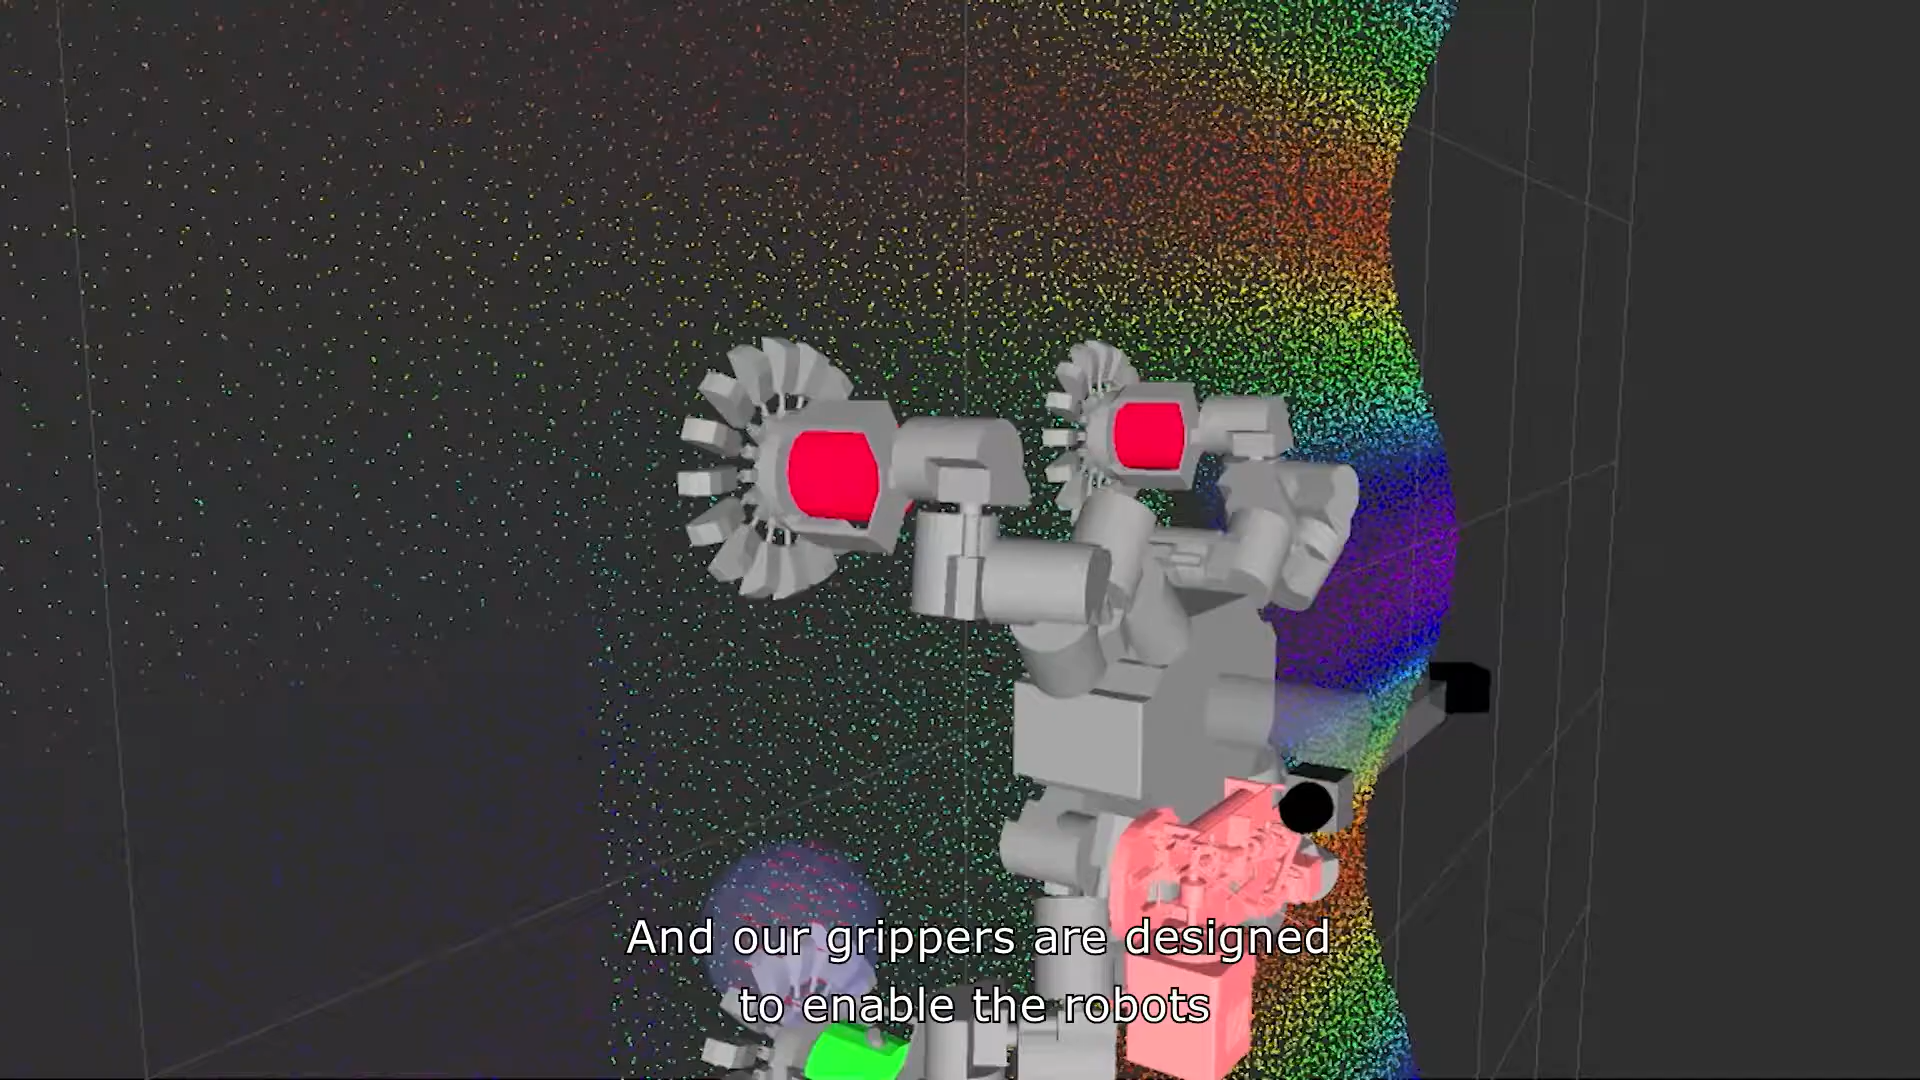 And our grippers are designed
to enable the robots